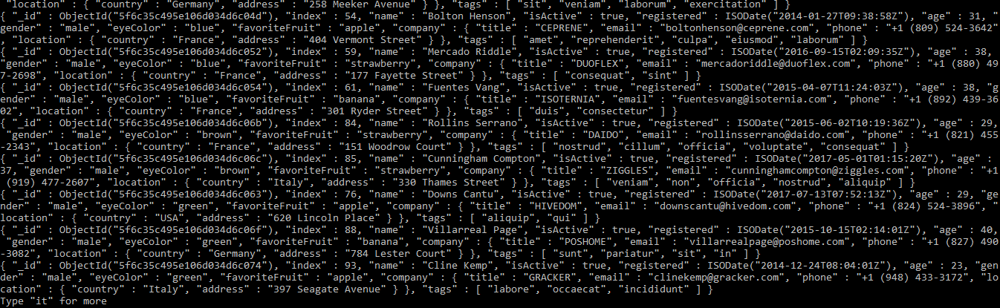 "location" : { "country" : "Germany", "address" : "258 Meeker Avenue" } }, "tags" : [ "sit", "veniam", "laborum", "exercitation" ] }
{ "_id" : ObjectId("5f6c35c495e106d034d6c04d"), "index" : 54, "name" : "Bolton Henson", "isActive" : true, "registered" : ISODate("2014-01-27T09:38:58Z"), "age" : 31, "
gender" : "male", "eyeColor" : "blue", "favoriteFruit" : "apple", "company" : { "title" : "CEPRENE", "email" : "boltonhenson@ceprene.com", "phone" : "+1 (809) 524-3642"
, "location" : { "country" : "France", "address" : "404 Vermont Street" } }, "tags" : [ "amet", "reprehenderit", "culpa", "eiusmod", "laborum" ] }
{ "_id" : ObjectId("5f6c35c495e106d034d6c052"), "index" : 59, "name" : "Mercado Riddle", "isActive" : true, "registered" : ISODate("2016-09-15T02:09:35Z"), "age" : 38,
"gender" : "male", "eyeColor" : "blue", "favoriteFruit" : "strawberry", "company" : { "title" : "DUOFLEX", "email" : "mercadoriddle@duoflex.com", "phone" : "+1 (880) 49
7-2698", "location" : { "country" : "France", "address" : "177 Fayette Street" } }, "tags" : [ "consequat", "sint" ] }
{ "_id" : ObjectId("5f6c35c495e106d034d6c054"), "index" : 61, "name" : "Fuentes Vang", "isActive" : true, "registered" : ISODate("2015-04-07T11:24:03Z"), "age" : 38, "g
ender" : "male", "eyeColor" : "blue", "favoriteFruit" : "banana", "company" : { "title" : "ISOTERNIA", "email" : "fuentesvang@isoternia.com", "phone" : "+1 (892) 439-36
02", "location" : { "country" : "France", "address" : "301 Ryder Street" } }, "tags" : [ "duis", "consectetur" ] }
{ "_id" : ObjectId("5f6c35c495e106d034d6c06b"), "index" : 84, "name" : "Rollins Serrano", "isActive" : true, "registered" : ISODate("2015-06-02T10:19:36Z"), "age" : 29,
"gender" : "male", "eyeColor" : "brown", "favoriteFruit" : "strawberry", "company" : { "title" : "DAIDO", "email" : "rollinsserrano@daido.com", "phone" : "+1 (821) 455
-2343", "location" : { "country" : "France", "address" : "151 Woodrow Court" } }, "tags" : [ "nostrud", "cillum", "officia", "voluptate", "consequat" ] }
{ "_id" : ObjectId("5f6c35c495e106d034d6c06c"), "index" : 85, "name" : "Cunningham Compton", "isActive" : true, "registered" : ISODate("2017-05-01T01:15:20Z"), "age" :
37, "gender" : "male", "eyeColor" : "brown", "favoriteFruit" : "strawberry", "company" : { "title" : "ZIGGLES", "email" : "cunninghamcompton@ziggles.com", "phone" : "+1
(919) 477-2607", "location" : { "country" : "Italy", "address" : "330 Thames Street" } }, "tags" : [ "veniam", "non", "officia", "nostrud", "aliquip" ] }
{ "_id" : ObjectId("5f6c35c495e106d034d6c063"), "index" : 76, "name" : "Downs Cantu", "isActive" : true, "registered" : ISODate("2017-07-13T07:52:13Z"), "age" : 29, "ge
nder" : "male", "eyeColor" : "green", "favoriteFruit" : "apple", "company" : { "title" : "HIVEDOM", "email" : "downscantu@hivedom.com", "phone" : "+1 (824) 524-3896", "
location" : { "country" : "USA", "address" : "620 Lincoln Place" } }, "tags" : [ "aliquip", "qui" ] }
{ "_id" : ObjectId("5f6c35c495e106d034d6c06f"), "index" : 88, "name" : "Villarreal Page", "isActive" : true, "registered" : ISODate("2015-10-15T02:14:01Z"), "age" : 40,
"gender" : "male", "eyeColor" : "green", "favoriteFruit" : "banana", "company" : { "title" : "POSHOME", "email" : "villarrealpage@poshome.com", "phone" : "+1 (827) 490
-3082", "location" : { "country" : "Germany", "address" : "784 Lester Court" } }, "tags" : [ "sunt", "pariatur", "sit", "in" ] }
{ "_id" : ObjectId("5f6c35c495e106d034d6c074"), "index" : 93, "name" : "Cline Kemp", "isActive" : true, "registered" : ISODate("2014-12-24T08:04:01Z"), "age" : 23, "gen
der" : "male", "eyeColor" : "green", "favoriteFruit" : "apple", "company" : { "title" : "GRACKER", "email" : "clinekemp@gracker.com", "phone" : "+1 (948) 433-3172", "lo
cation" : { "country" : "Italy", "address" : "397 Seagate Avenue" } }, "tags" : [ "labore", "occaecat", "incididunt" ] }
Type "it" for more